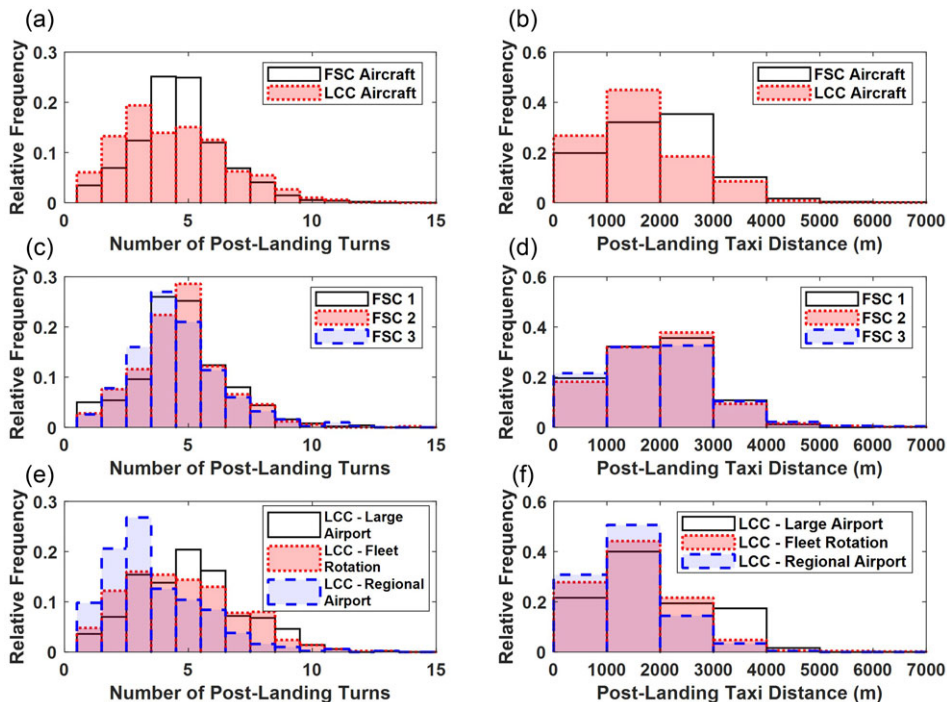 (a)
Relative Frequency
0.3
0.2
0.1
0
FSC Aircraft
LCC Aircraft
0 5 10 15
Number of Post-Landing Turns
(b)
Relative Frequency
0.6
0.4
0.2
0
FSC Aircraft
LCC Aircraft
0 1000 2000 3000 4000 5000 6000 7000
Post-Landing Taxi Distance (m)
(c)
Relative Frequency
0.3
0.2
0.1
0
FSC 1
FSC 2
FSC 3
0 5 10 15
Number of Post-Landing Turns
(d)
Relative Frequency
0.6
0.4
0.2
0
FSC 1
FSC 2
FSC 3
0 1000 2000 3000 4000 5000 6000 7000
Post-Landing Taxi Distance (m)
(e)
Relative Frequency
0.3
0.2
0.1
0
LCC - Large
Airport
LCC - Fleet
Rotation
LCC - Regional
Airport
0 5 10 15
Number of Post-Landing Turns
(f)
Relative Frequency
0.6
0.4
0.2
0
LCC - Large Airport
LCC - Fleet Rotation
LCC - Regional Airport
0 1000 2000 3000 4000 5000 6000 7000
Post-Landing Taxi Distance (m)